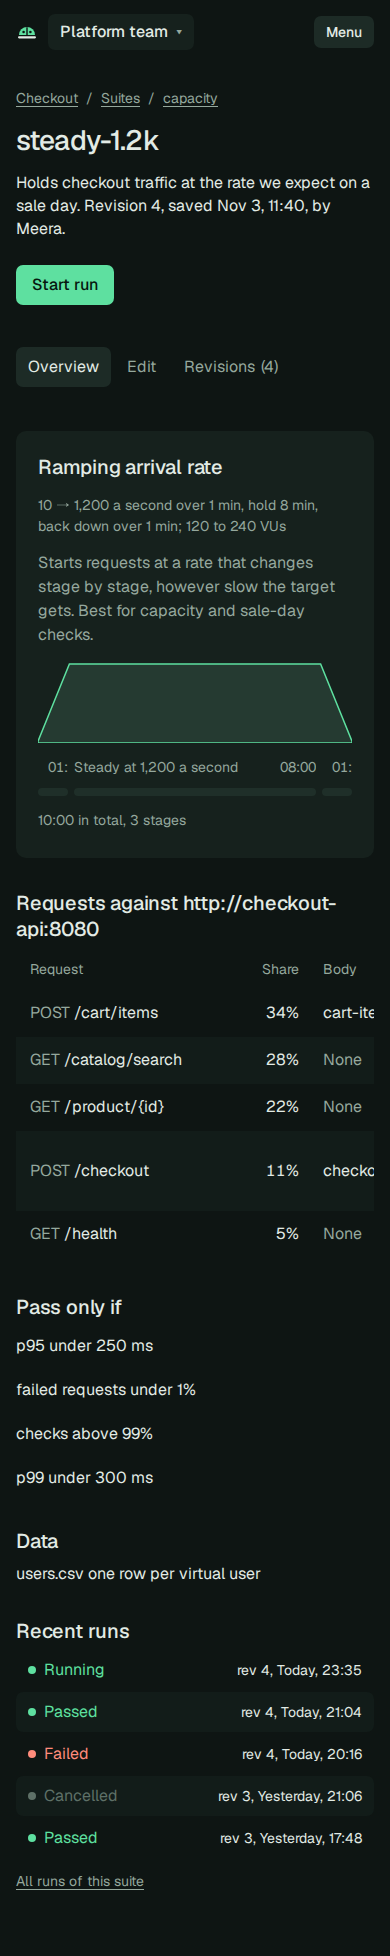 Platform team
Menu
Checkout / Suites / capacity
steady-1.2k
Holds checkout traffic at the rate we expect on a
sale day. Revision 4, saved Nov 3, 11:40, by
Meera.
Start run
Overview Edit Revisions (4)
Ramping arrival rate
10 → 1,200 a second over 1 min, hold 8 min,
back down over 1 min; 120 to 240 VUs
Starts requests at a rate that changes
stage by stage, however slow the target
gets. Best for capacity and sale-day
checks.
01: Steady at 1,200 a second 08:00 01:
10:00 in total, 3 stages
Requests against http://checkout-
api:8080
Request Share Body
POST /cart/items 34% cart-ite
GET /catalog/search 28% None
GET /product/{id} 22% None
POST /checkout 11% checko
GET /health 5% None
Pass only if
p95 under 250 ms
failed requests under 1%
checks above 99%
p99 under 300 ms
Data
users.csv one row per virtual user
Recent runs
Running rev 4, Today, 23:35
Passed rev 4, Today, 21:04
Failed rev 4, Today, 20:16
Cancelled rev 3, Yesterday, 21:06
Passed rev 3, Yesterday, 17:48
All runs of this suite